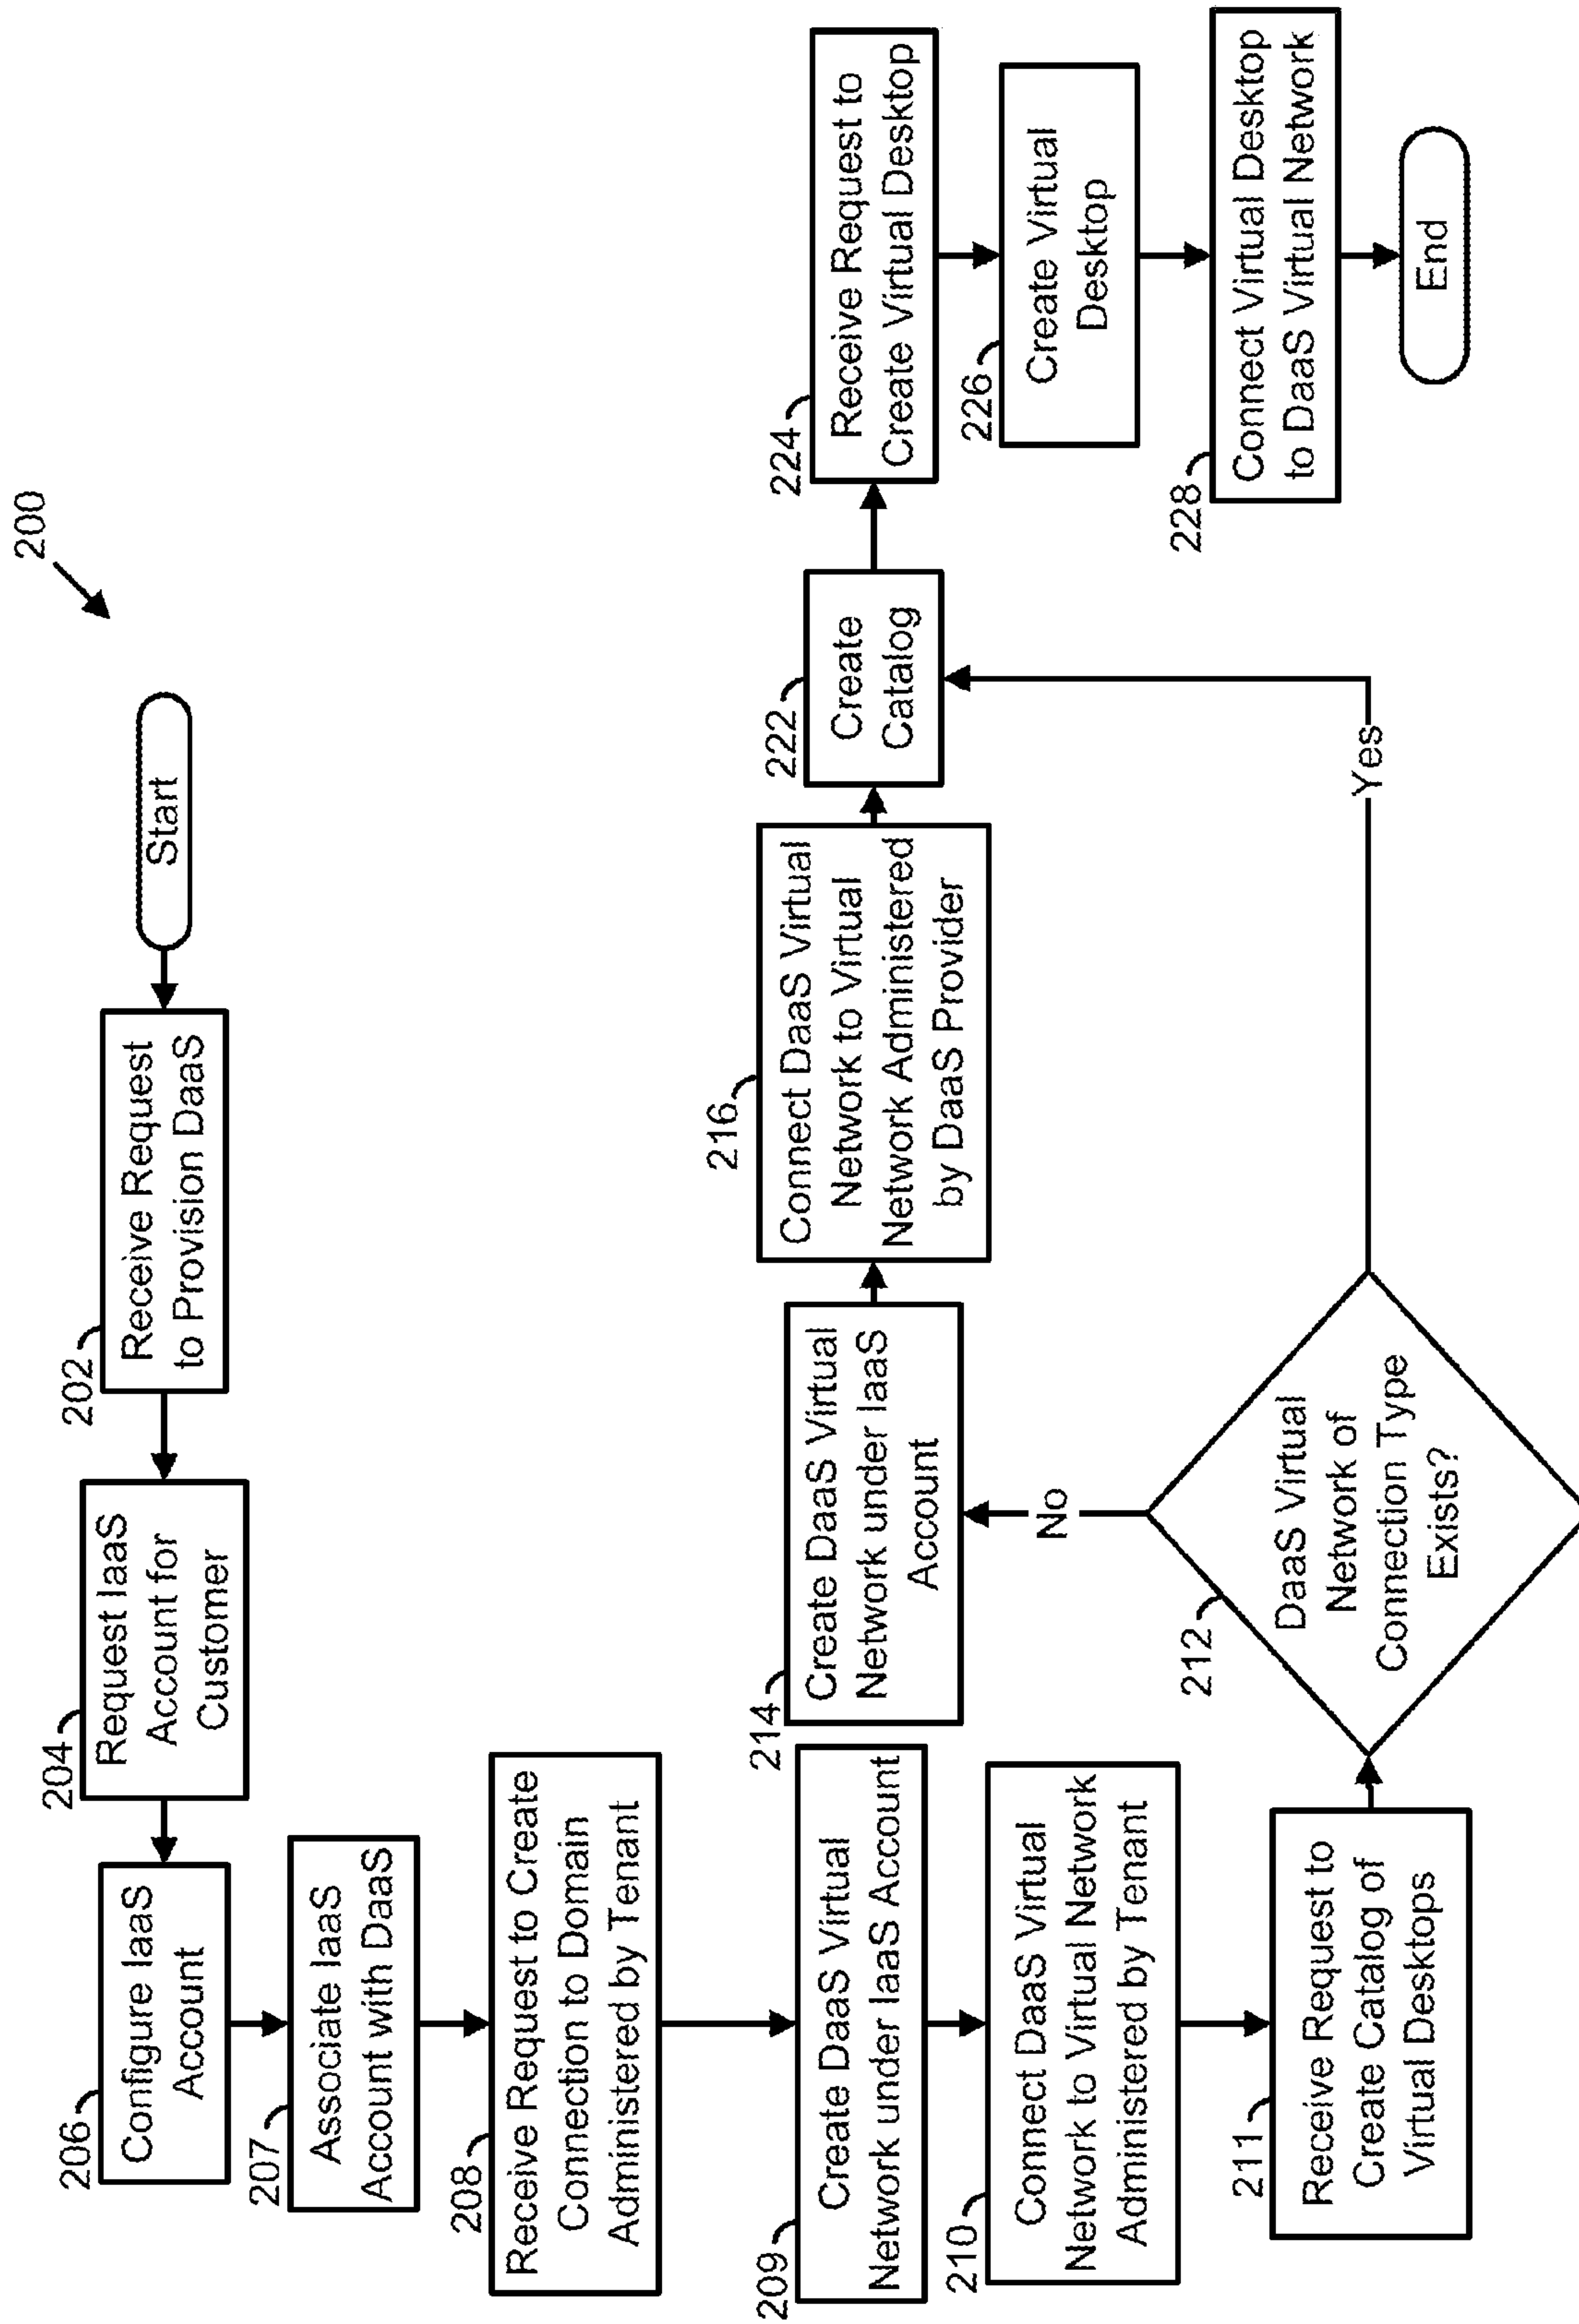 200
Start
202
Receive Request
to Provision DaaS
204
Request IaaS
Account for
Customer
206
Configure IaaS
Account
207
Associate IaaS
Account with DaaS
208
Receive Request to Create
Connection to Domain
Administered by Tenant
209
Create DaaS Virtual
Network under IaaS Account
210
Connect DaaS Virtual
Network to Virtual Network
Administered by Tenant
211
Receive Request to
Create Catalog of
Virtual Desktops
212
DaaS Virtual
Network of
Connection Type
Exists?
No
Yes
214
Create DaaS Virtual
Network under IaaS
Account
216
Connect DaaS Virtual
Network to Virtual
Network Administered
by DaaS Provider
222
Create
Catalog
224
Receive Request to
Create Virtual Desktop
226
Create Virtual
Desktop
228
Connect Virtual Desktop
to DaaS Virtual Network
End